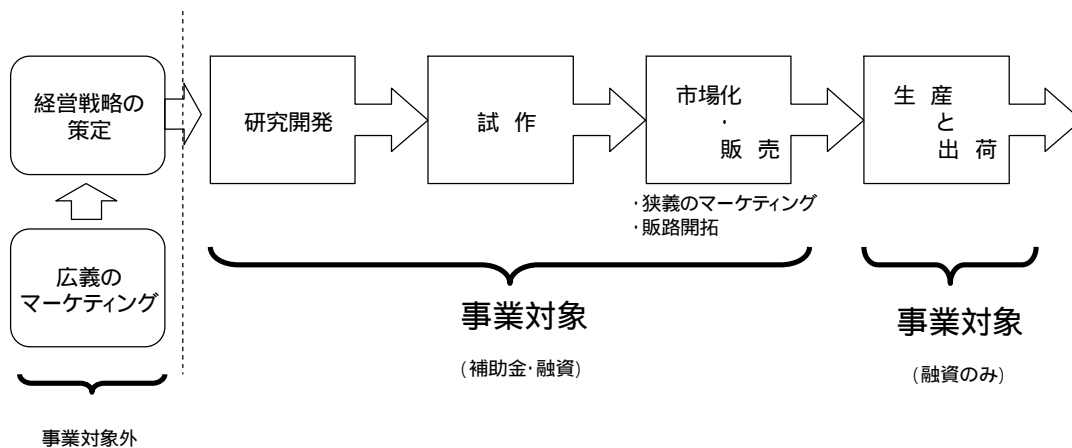 経営戦略の
策定
広義の
マーケティング
事業対象外
研究開発
試 作
市場化
・
販 売
・狭義のマーケティング
・販路開拓
生 産
と
出 荷
事業対象
(補助金・融資)
事業対象
(融資のみ)